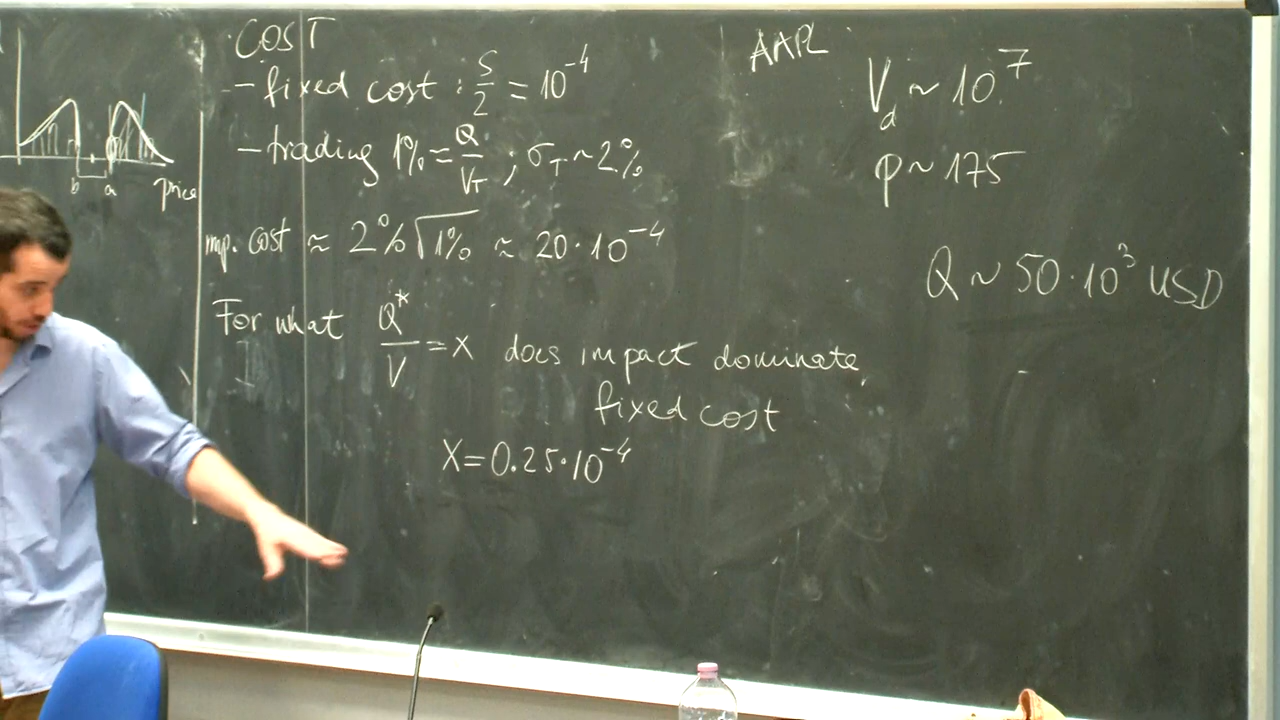 COST
- fixed cost : S/2 = 10^-4
- trading 1% = Q/V_T ; σ_T ~ 2%
imp. cost ≈ 2% √1% ≈ 20 · 10^-4
For what Q*/V = x does impact dominate
fixed cost
X = 0.25 · 10^-4
b a price
AAPL
V_d ~ 10^7
p ~ 175
Q ~ 50 · 10^3 USD